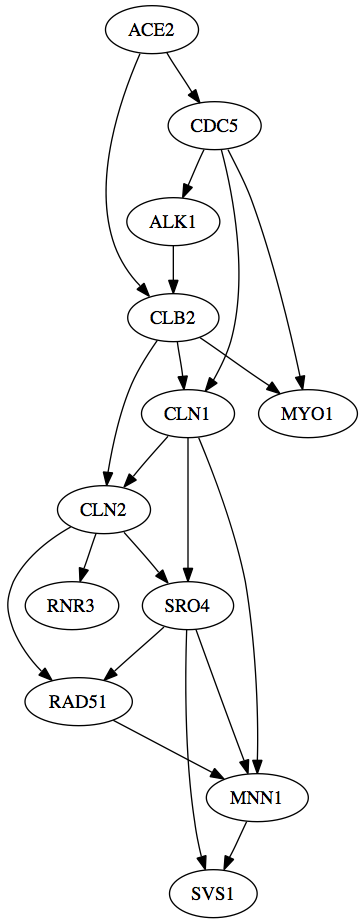 ACE2
CDC5
ALK1
CLB2
CLN1
MYO1
CLN2
RNR3
SRO4
RAD51
MNN1
SVS1